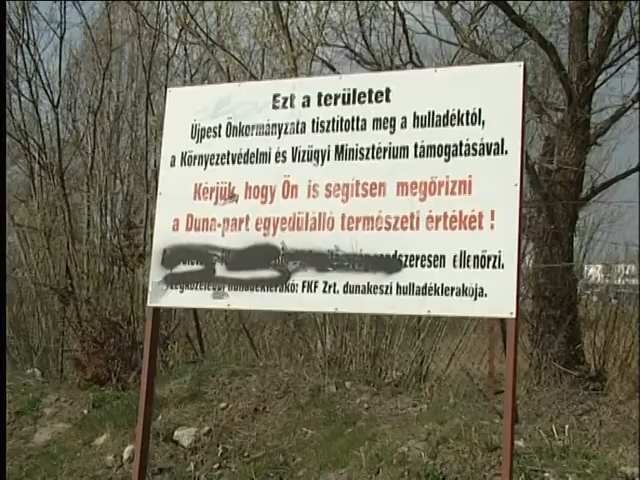 Ezt a területet
Újpest Önkormányzata tisztította meg a hulladéktól,
a Környezetvédelmi és Vízügyi Minisztérium támogatásával.
Kérjük, hogy Ön is segítsen megőrizni
a Duna-part egyedülálló természeti értékét !
rendszeresen ellenőrzi.
Legközelebbi hulladéklerakó: FKF Zrt. dunakeszi hulladéklerakója.